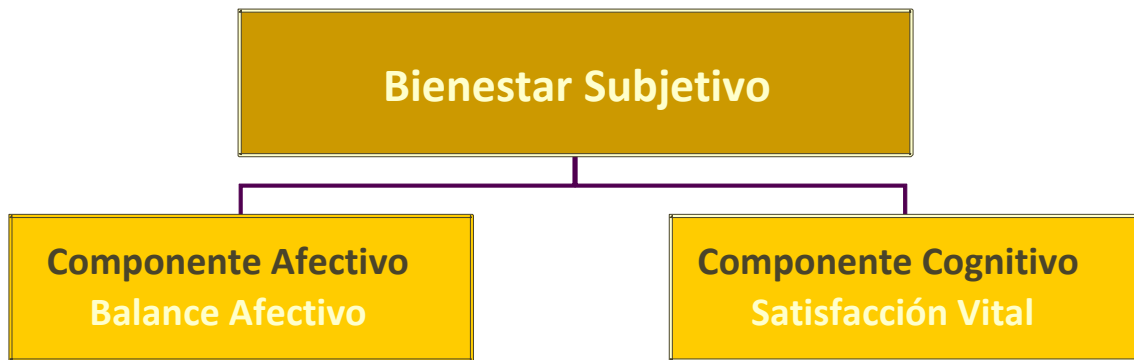 Bienestar Subjetivo
Componente Afectivo
Balance Afectivo
Componente Cognitivo
Satisfacción Vital